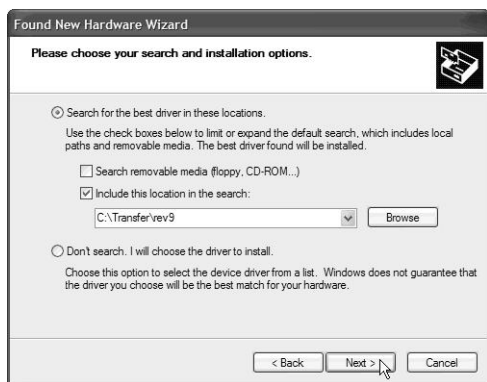 Found New Hardware Wizard
Please choose your search and installation options.
Search for the best driver in these locations.
Use the check boxes below to limit or expand the default search, which includes local
paths and removable media. The best driver found will be installed.
Search removable media (floppy, CD-ROM...)
Include this location in the search:
C:\Transfer\rev9
Browse
Don't search. I will choose the driver to install.
Choose this option to select the device driver from a list. Windows does not guarantee that
the driver you choose will be the best match for your hardware.
< Back Next > Cancel